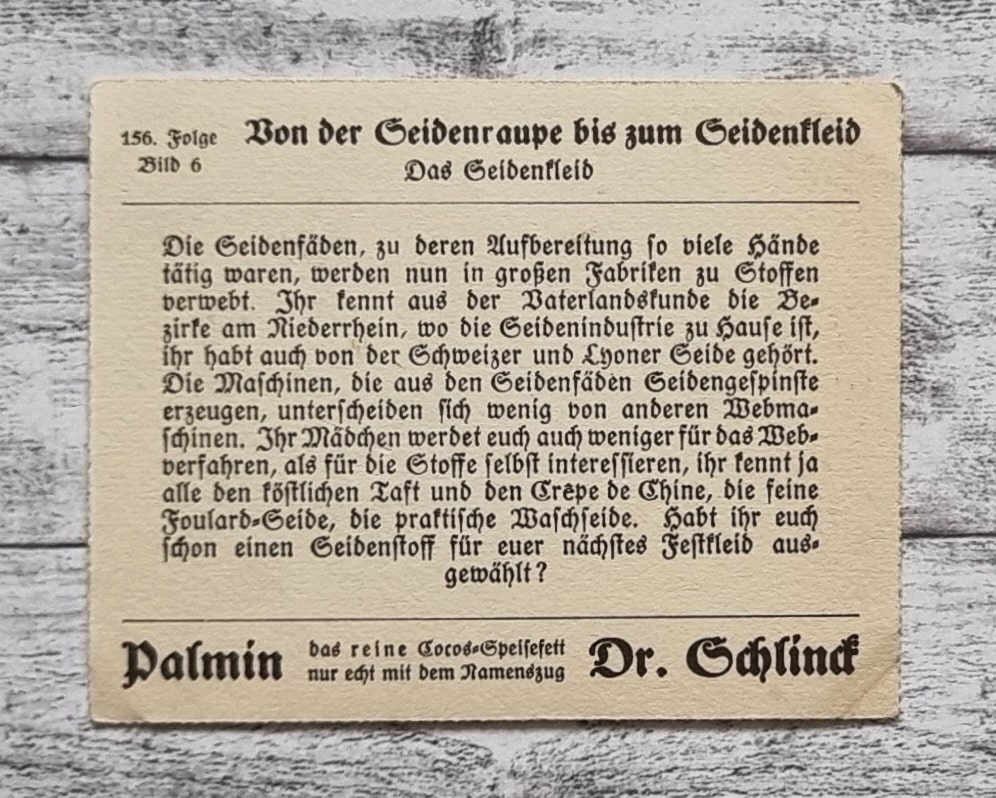 156. Folge
Bild 6
Von der Seidenraupe bis zum Seidenkleid
Das Seidenkleid
Die Seidenfäden, zu deren Aufbereitung so viele Hände
tätig waren, werden nun in großen Fabriken zu Stoffen
verwebt. Ihr kennt aus der Vaterlandskunde die Be-
zirke am Niederrhein, wo die Seidenindustrie zu Hause ist,
ihr habt auch von der Schweizer und Lyoner Seide gehört.
Die Maschinen, die aus den Seidenfäden Seidengespinste
erzeugen, unterscheiden sich wenig von anderen Webma-
schinen. Ihr Mädchen werdet euch auch weniger für das Web-
verfahren, als für die Stoffe selbst interessieren, ihr kennt ja
alle den köstlichen Taft und den Crêpe de Chine, die feine
Foulard-Seide, die praktische Waschseide. Habt ihr euch
schon einen Seidenstoff für euer nächstes Festkleid aus-
gewählt?
Palmin
das reine Cocos-Speisefett
nur echt mit dem Namenszug
Dr. Schlinck